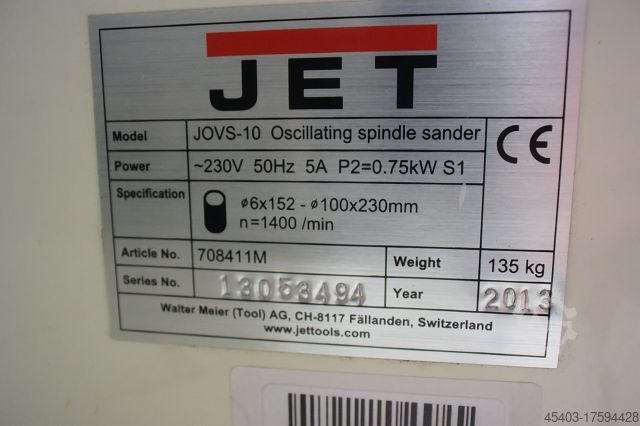 JET
Model JOVS-10 Oscillating spindle sander
Power ~230V 50Hz 5A P2=0.75kW S1
CE
Specification ø6x152 - ø100x230mm
n=1400 /min
Article No. 708411M Weight 135 kg
Series No. 13053494 Year 2013
Walter Meier (Tool) AG, CH-8117 Fällanden, Switzerland
www.jettools.com
45403-17594428